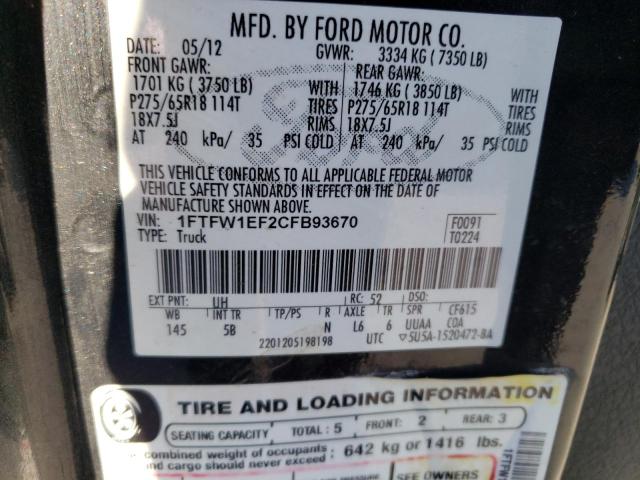 MFD. BY FORD MOTOR CO.
DATE: 05/12 GVWR: 3334 KG ( 7350 LB)
FRONT GAWR: REAR GAWR:
1701 KG ( 3750 LB) 1746 KG ( 3850 LB)
WITH WITH
P275/65R18 114T TIRES P275/65R18 114T TIRES
18X7.5J RIMS 18X7.5J RIMS
AT 240 kPa/ 35 PSI COLD AT 240 kPa/ 35 PSI COLD
Ford
THIS VEHICLE CONFORMS TO ALL APPLICABLE FEDERAL MOTOR
VEHICLE SAFETY STANDARDS IN EFFECT ON THE DATE OF
MANUFACTURE SHOWN ABOVE.
VIN: 1FTFW1EF2CFB93670 F0091
TYPE: Truck T0224
EXT PNT: UH RC: 52 DSO:
WB INT TR TP/PS R AXLE TR SPR CF615
145 5B N L6 6 UUAA COA
2201205198198 UTC ▽5U5A-1520472-BA
TIRE AND LOADING INFORMATION
SEATING CAPACITY TOTAL : 5 FRONT: 2 REAR: 3
combined weight of occupants
and cargo should never exceed : 642 kg or 1416 lbs.
SEE OWNERS